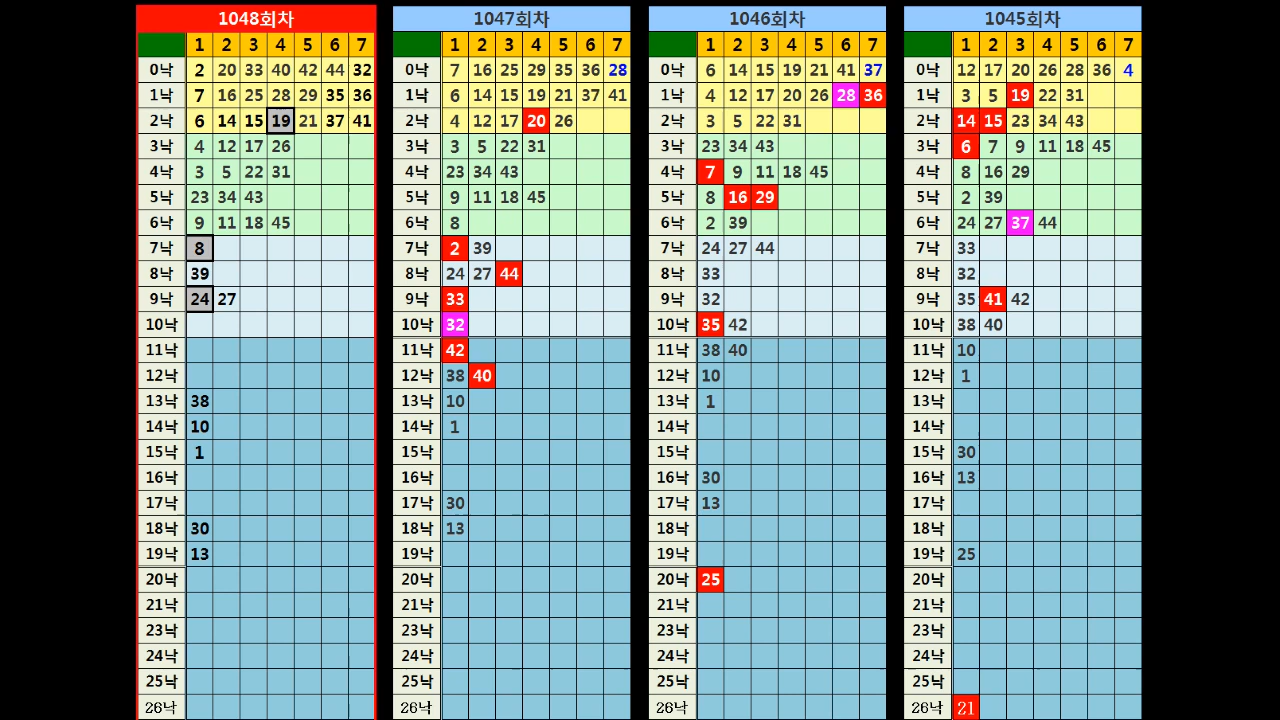 1048회차 1047회차 1046회차 1045회차
1 2 3 4 5 6 7 1 2 3 4 5 6 7 1 2 3 4 5 6 7 1 2 3 4 5 6 7
0낙 2 20 33 40 42 44 32 0낙 7 16 25 29 35 36 28 0낙 6 14 15 19 21 41 37 0낙 12 17 20 26 28 36 4
1낙 7 16 25 28 29 35 36 1낙 6 14 15 19 21 37 41 1낙 4 12 17 20 26 28 36 1낙 3 5 19 22 31
2낙 6 14 15 19 21 37 41 2낙 4 12 17 20 26 2낙 3 5 22 31 2낙 14 15 23 34 43
3낙 4 12 17 26 3낙 3 5 22 31 3낙 23 34 43 3낙 6 7 9 11 18 45
4낙 3 5 22 31 4낙 23 34 43 4낙 7 9 11 18 45 4낙 8 16 29
5낙 23 34 43 5낙 9 11 18 45 5낙 8 16 29 5낙 2 39
6낙 9 11 18 45 6낙 8 6낙 2 39 6낙 24 27 37 44
7낙 8 7낙 2 39 7낙 24 27 44 7낙 33
8낙 39 8낙 24 27 44 8낙 33 8낙 32
9낙 24 27 9낙 33 9낙 32 9낙 35 41 42
10낙 10낙 32 10낙 35 42 10낙 38 40
11낙 11낙 42 11낙 38 40 11낙 10
12낙 12낙 38 40 12낙 10 12낙 1
13낙 38 13낙 10 13낙 1 13낙
14낙 10 14낙 1 14낙 14낙
15낙 1 15낙 15낙 15낙 30
16낙 16낙 16낙 30 16낙 13
17낙 17낙 30 17낙 13 17낙
18낙 30 18낙 13 18낙 18낙
19낙 13 19낙 19낙 19낙 25
20낙 20낙 20낙 25 20낙
21낙 21낙 21낙 21낙
23낙 23낙 23낙 23낙
24낙 24낙 24낙 24낙
25낙 25낙 25낙 25낙
26낙 26낙 26낙 26낙 21